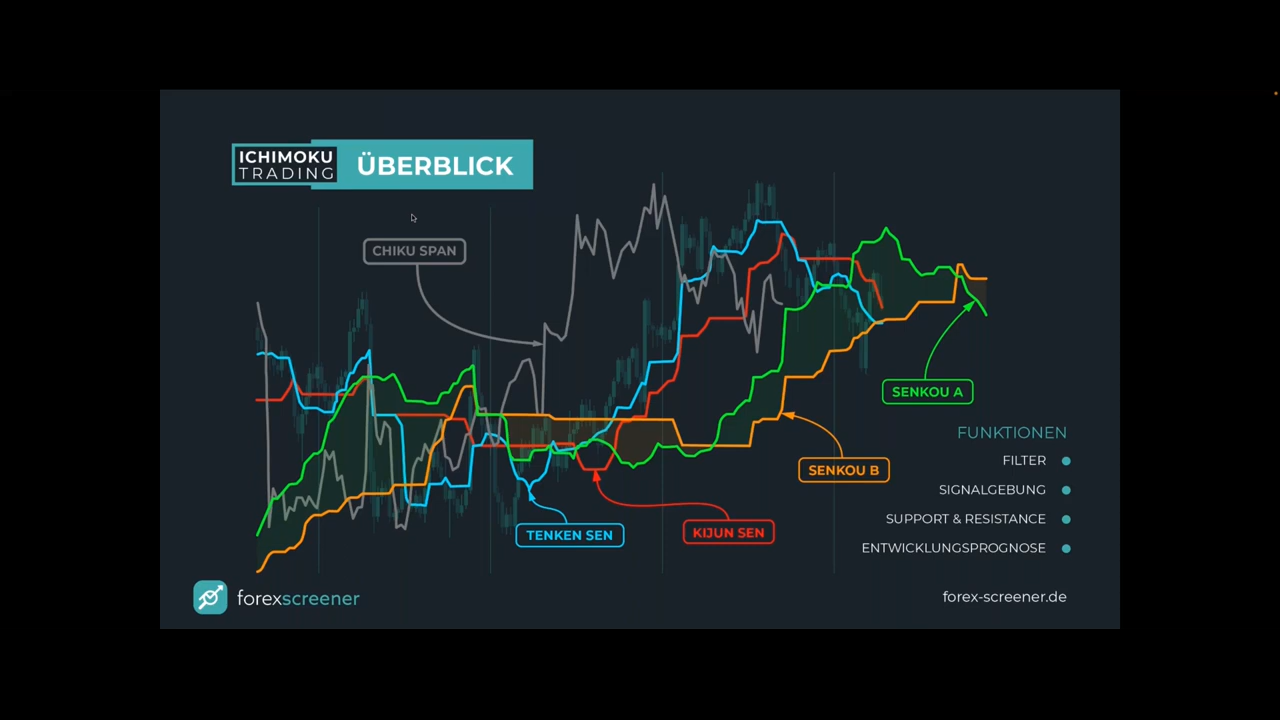 ICHIMOKU
TRADING
ÜBERBLICK
CHIKU SPAN
SENKOU A
SENKOU B
TENKEN SEN
KIJUN SEN
FUNKTIONEN
FILTER
SIGNALGEBUNG
SUPPORT & RESISTANCE
ENTWICKLUNGSPROGNOSE
forexscreener
forex-screener.de